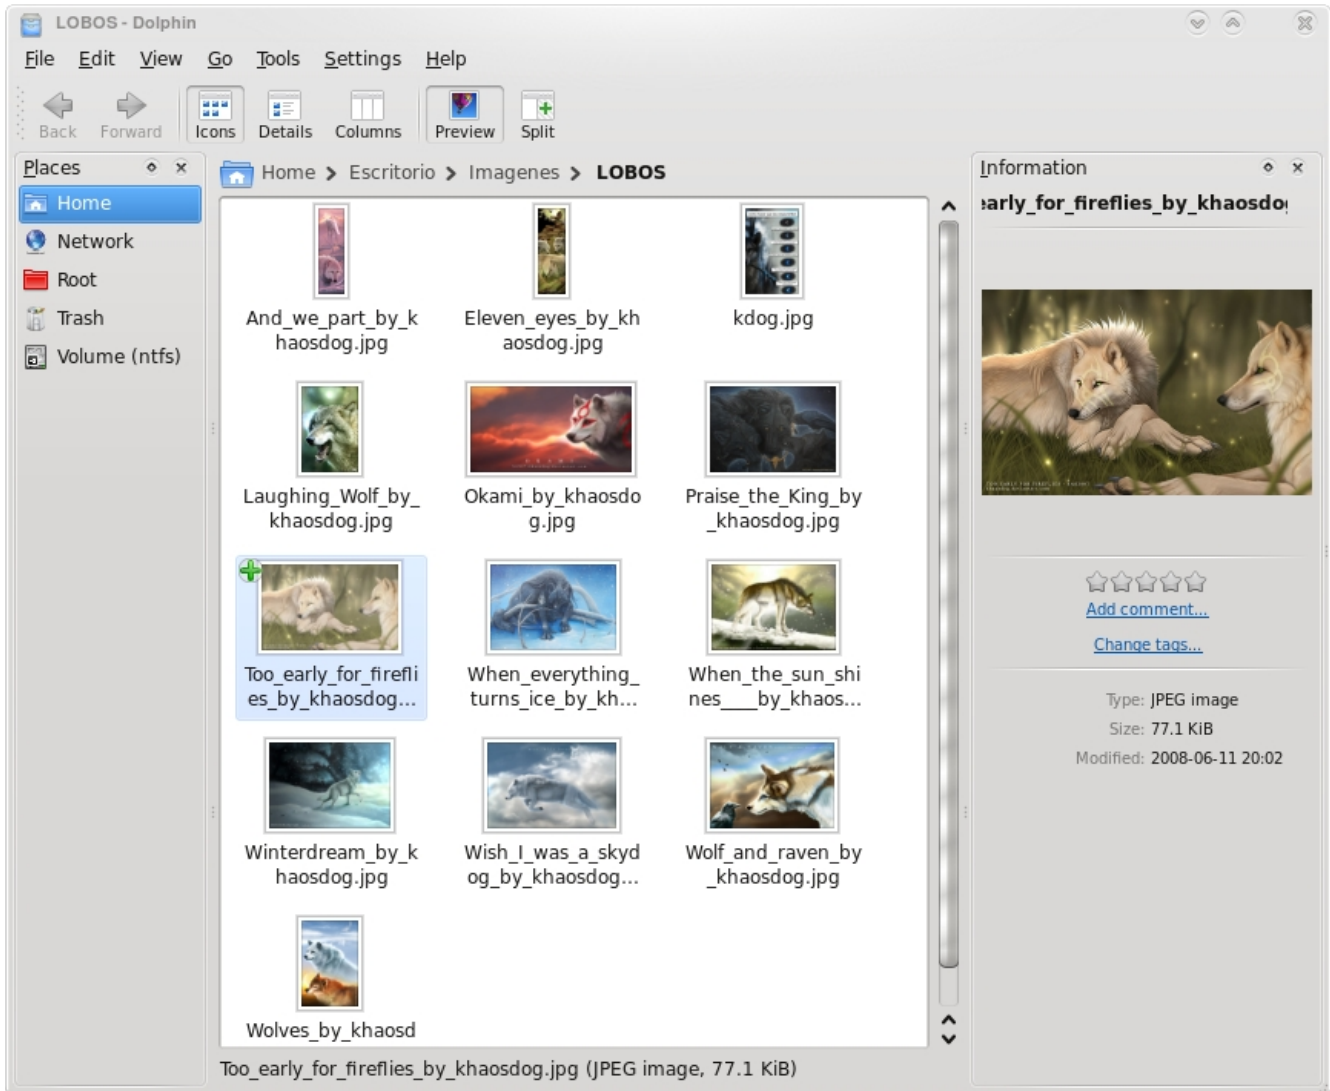 LOBOS - Dolphin
File Edit View Go Tools Settings Help
Back Forward Icons Details Columns Preview Split
Places
Home
Network
Root
Trash
Volume (ntfs)
Home Escritorio Imagenes LOBOS
And_we_part_by_k
haosdog.jpg
Eleven_eyes_by_kh
aosdog.jpg
kdog.jpg
Laughing_Wolf_by_
khaosdog.jpg
Okami_by_khaosdo
g.jpg
Praise_the_King_by
_khaosdog.jpg
Too_early_for_firefli
es_by_khaosdog...
When_everything_
turns_ice_by_kh...
When_the_sun_shi
nes____by_khaos...
Winterdream_by_k
haosdog.jpg
Wish_I_was_a_skyd
og_by_khaosdog...
Wolf_and_raven_by
_khaosdog.jpg
Wolves_by_khaosd
Too_early_for_fireflies_by_khaosdog.jpg (JPEG image, 77.1 KiB)
Information
early_for_fireflies_by_khaosdo
Add comment...
Change tags...
Type: JPEG image
Size: 77.1 KiB
Modified: 2008-06-11 20:02